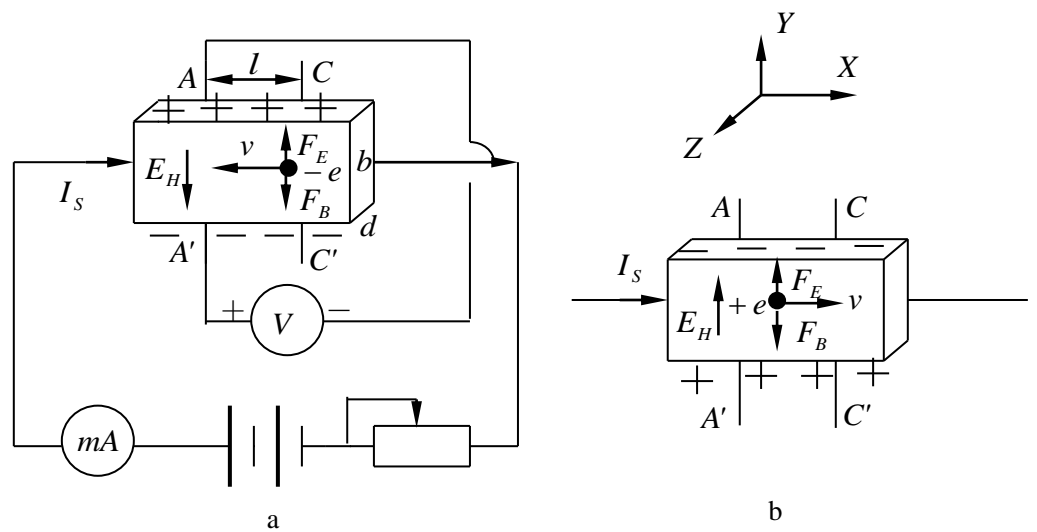 Y
X
Z
A l C
E_H v F_E b
− e
I_S F_B d
A' C'
+ V −
mA
a
A C
I_S
E_H + e F_E v
F_B
A' C'
b